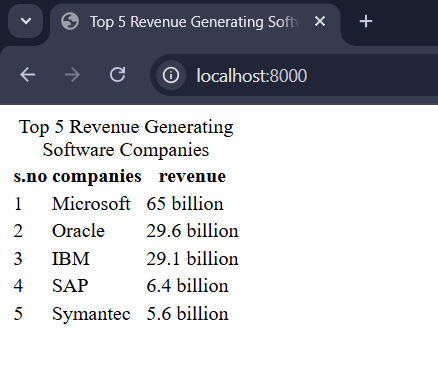 Top 5 Revenue Generating Soft
localhost:8000
Top 5 Revenue Generating
Software Companies
s.no companies revenue
1 Microsoft 65 billion
2 Oracle 29.6 billion
3 IBM 29.1 billion
4 SAP 6.4 billion
5 Symantec 5.6 billion